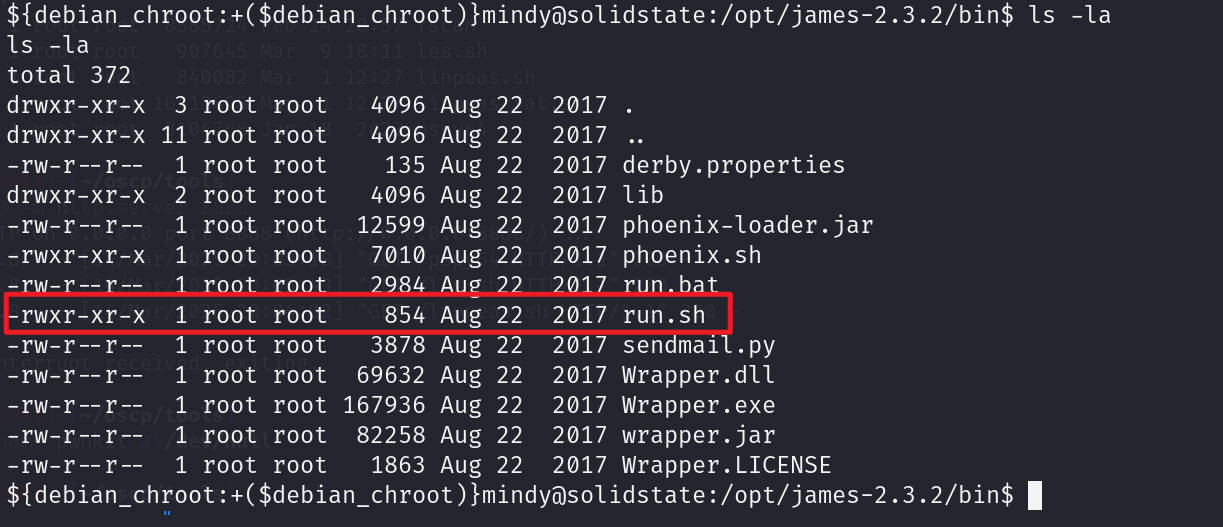 ${debian_chroot:+($debian_chroot)}mindy@solidstate:/opt/james-2.3.2/bin$ ls -la
ls -la
total 372
drwxr-xr-x  3 root root   4096 Aug 22  2017 .
drwxr-xr-x 11 root root   4096 Aug 22  2017 ..
-rw-r--r--  1 root root    135 Aug 22  2017 derby.properties
drwxr-xr-x  2 root root   4096 Aug 22  2017 lib
-rw-r--r--  1 root root  12599 Aug 22  2017 phoenix-loader.jar
-rwxr-xr-x  1 root root   7010 Aug 22  2017 phoenix.sh
-rw-r--r--  1 root root   2984 Aug 22  2017 run.bat
-rwxr-xr-x  1 root root    854 Aug 22  2017 run.sh
-rw-r--r--  1 root root   3878 Aug 22  2017 sendmail.py
-rw-r--r--  1 root root  69632 Aug 22  2017 Wrapper.dll
-rw-r--r--  1 root root 167936 Aug 22  2017 Wrapper.exe
-rw-r--r--  1 root root  82258 Aug 22  2017 wrapper.jar
-rw-r--r--  1 root root   1863 Aug 22  2017 Wrapper.LICENSE
${debian_chroot:+($debian_chroot)}mindy@solidstate:/opt/james-2.3.2/bin$